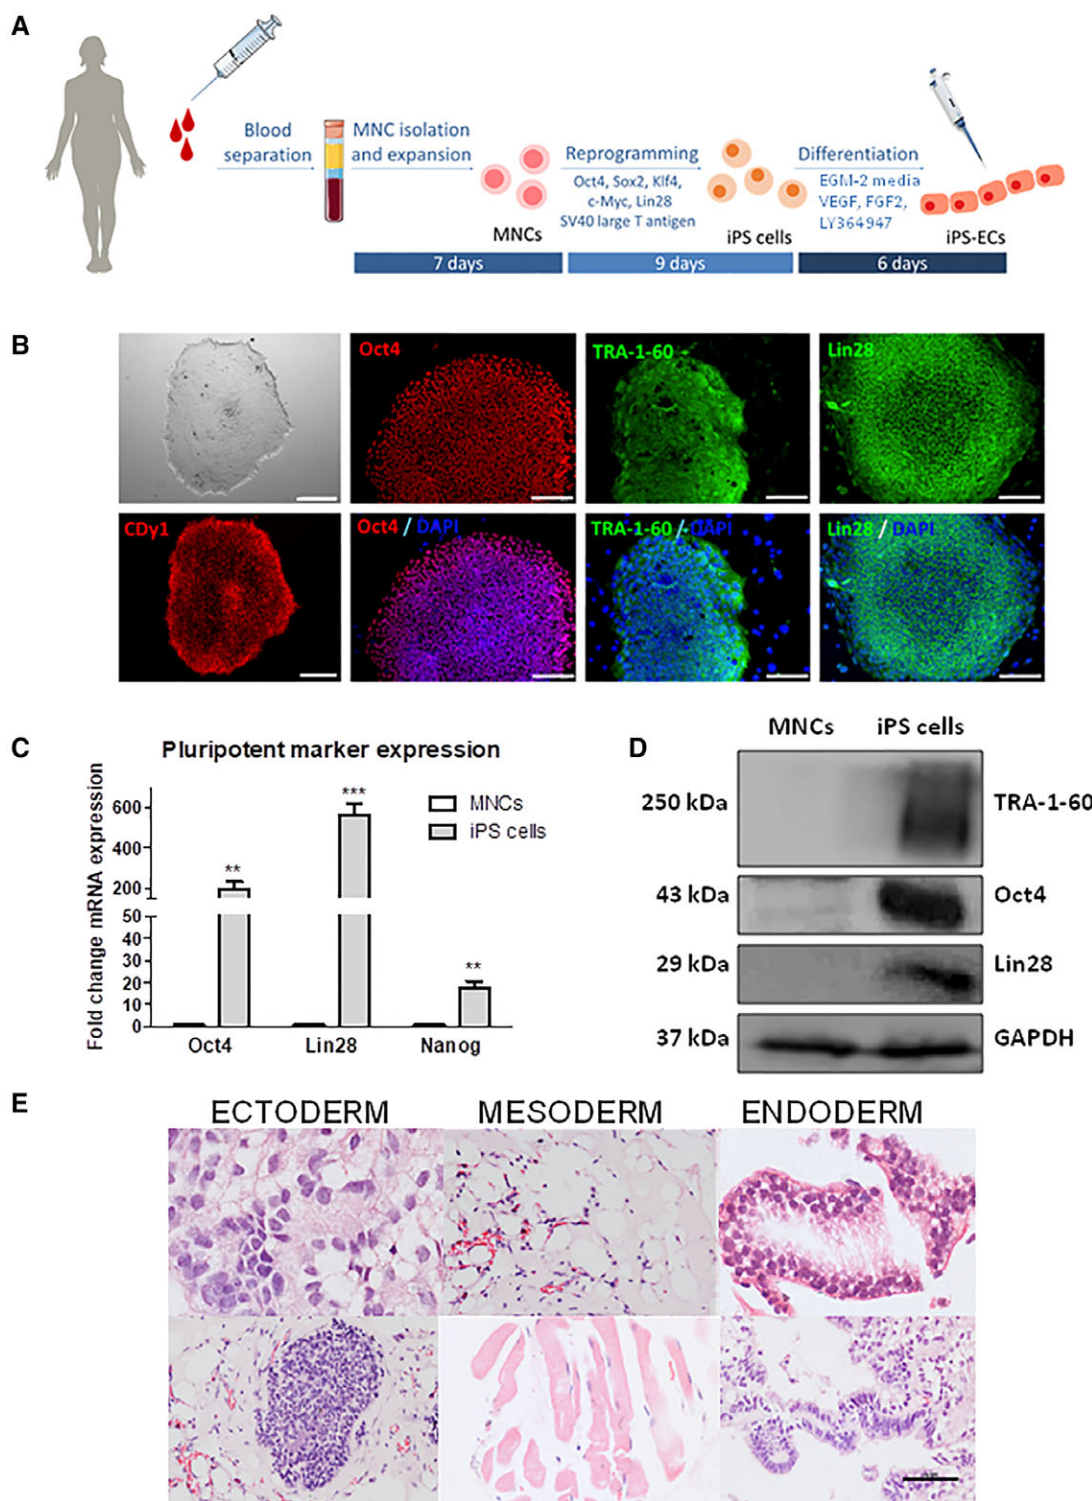 A
Blood
separation
MNC isolation
and expansion
Reprogramming
Oct4, Sox2, Klf4,
c-Myc, Lin28
SV40 large T antigen
Differentiation
EGM-2 media
VEGF, FGF2,
LY364947
MNCs
iPS cells
iPS-ECs
7 days
9 days
6 days
B
Oct4
TRA-1-60
Lin28
CDy1
Oct4 / DAPI
TRA-1-60 / DAPI
Lin28 / DAPI
C
Pluripotent marker expression
Fold change mRNA expression
600
400
200
50
40
30
20
10
0
**
***
**
MNCs
iPS cells
Oct4
Lin28
Nanog
D
MNCs
iPS cells
250 kDa
TRA-1-60
43 kDa
Oct4
29 kDa
Lin28
37 kDa
GAPDH
E
ECTODERM
MESODERM
ENDODERM